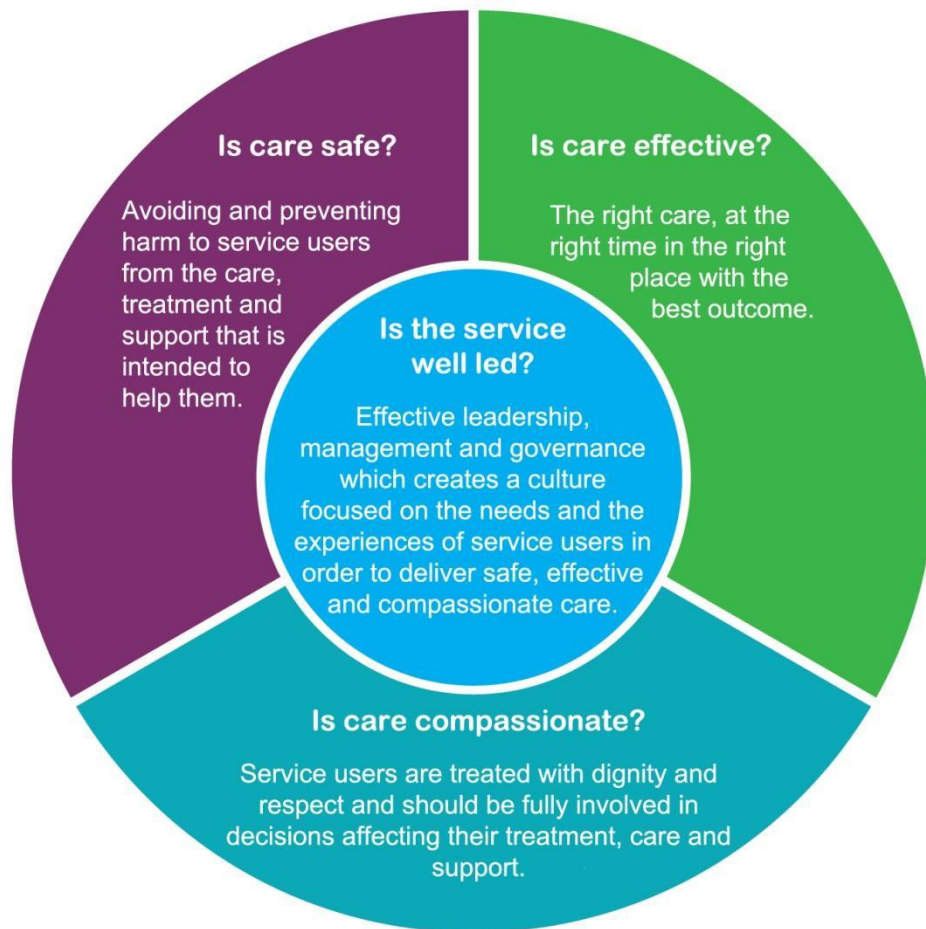 Is care safe?
Avoiding and preventing
harm to service users
from the care,
treatment and
support that is
intended to
help them.
Is care effective?
The right care, at the
right time in the right
place with the
best outcome.
Is the service
well led?
Effective leadership,
management and governance
which creates a culture
focused on the needs and the
experiences of service users in
order to deliver safe, effective
and compassionate care.
Is care compassionate?
Service users are treated with dignity and
respect and should be fully involved in
decisions affecting their treatment, care and
support.